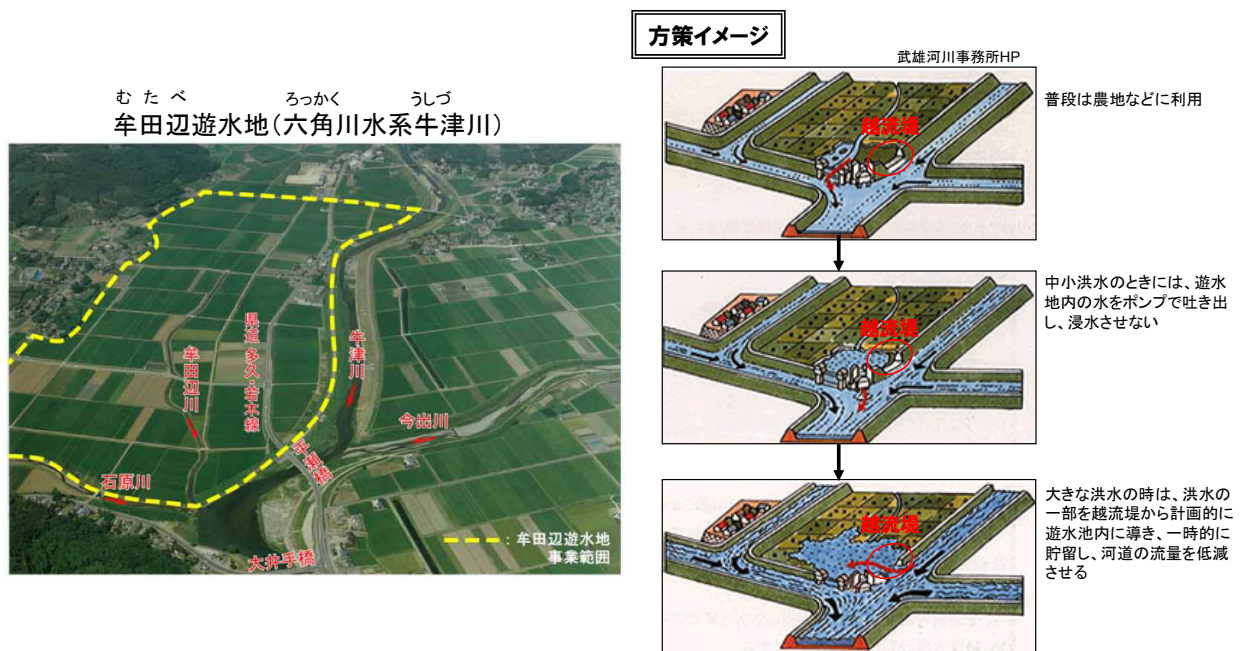 方策イメージ
武雄河川事務所HP
むたべ ろっかく うしづ
牟田辺遊水地(六角川水系牛津川)
県道 多久・若木線
牟田辺川
牛津川
今出川
平瀬橋
石原川
大井手橋
:牟田辺遊水地
事業範囲
越流堤
普段は農地などに利用
越流堤
中小洪水のときには、遊水
地内の水をポンプで吐き出
し、浸水させない
越流堤
大きな洪水の時は、洪水の
一部を越流堤から計画的に
遊水池内に導き、一時的に
貯留し、河道の流量を低減
させる